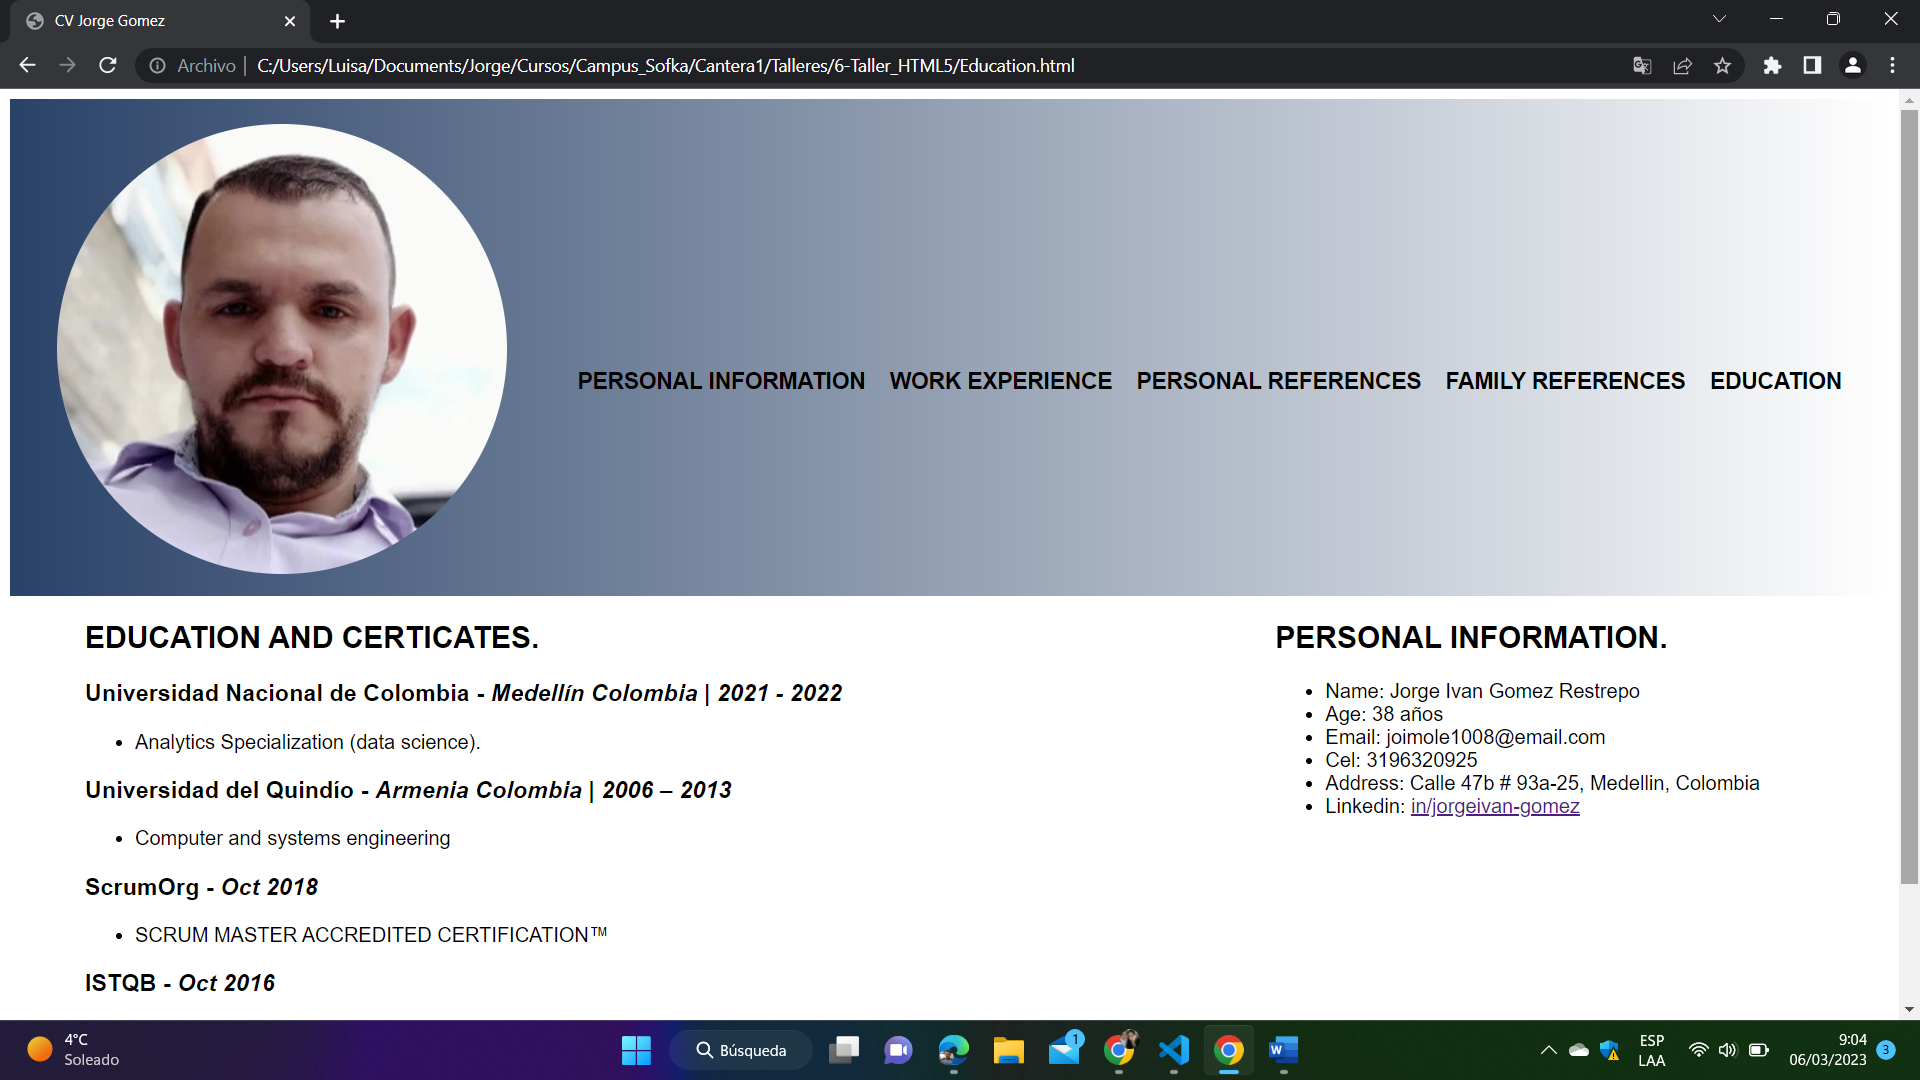 CV Jorge Gomez
Archivo | C:/Users/Luisa/Documents/Jorge/Cursos/Campus_Sofka/Cantera1/Talleres/6-Taller_HTML5/Education.html
PERSONAL INFORMATION WORK EXPERIENCE PERSONAL REFERENCES FAMILY REFERENCES EDUCATION
EDUCATION AND CERTICATES.
Universidad Nacional de Colombia - Medellín Colombia | 2021 - 2022
• Analytics Specialization (data science).
Universidad del Quindío - Armenia Colombia | 2006 – 2013
• Computer and systems engineering
ScrumOrg - Oct 2018
• SCRUM MASTER ACCREDITED CERTIFICATION™
ISTQB - Oct 2016
PERSONAL INFORMATION.
• Name: Jorge Ivan Gomez Restrepo
• Age: 38 años
• Email: joimole1008@email.com
• Cel: 3196320925
• Address: Calle 47b # 93a-25, Medellin, Colombia
• Linkedin: in/jorgeivan-gomez
4°C
Soleado
Búsqueda
1
W
ESP
LAA
9:04
06/03/2023
3